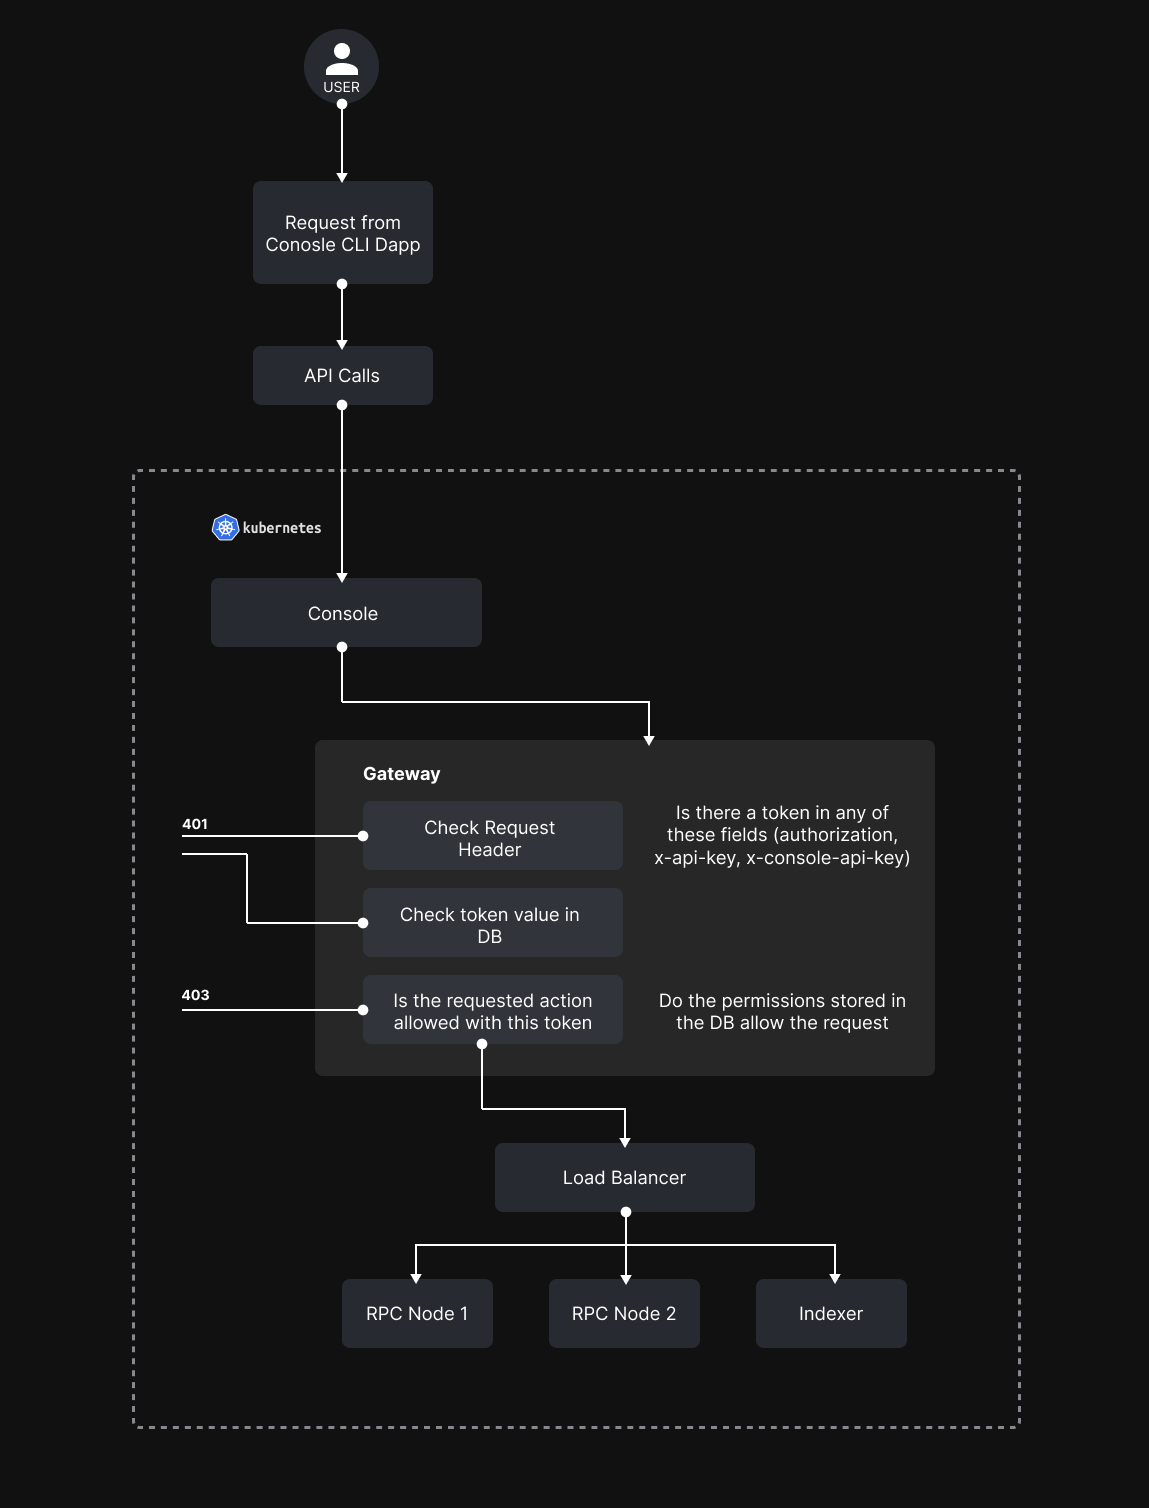 USER
Request from
Conosle CLI Dapp
API Calls
kubernetes
Console
Gateway
401
Check Request
Header
Is there a token in any of
these fields (authorization,
x-api-key, x-console-api-key)
Check token value in
DB
403
Is the requested action
allowed with this token
Do the permissions stored in
the DB allow the request
Load Balancer
RPC Node 1
RPC Node 2
Indexer